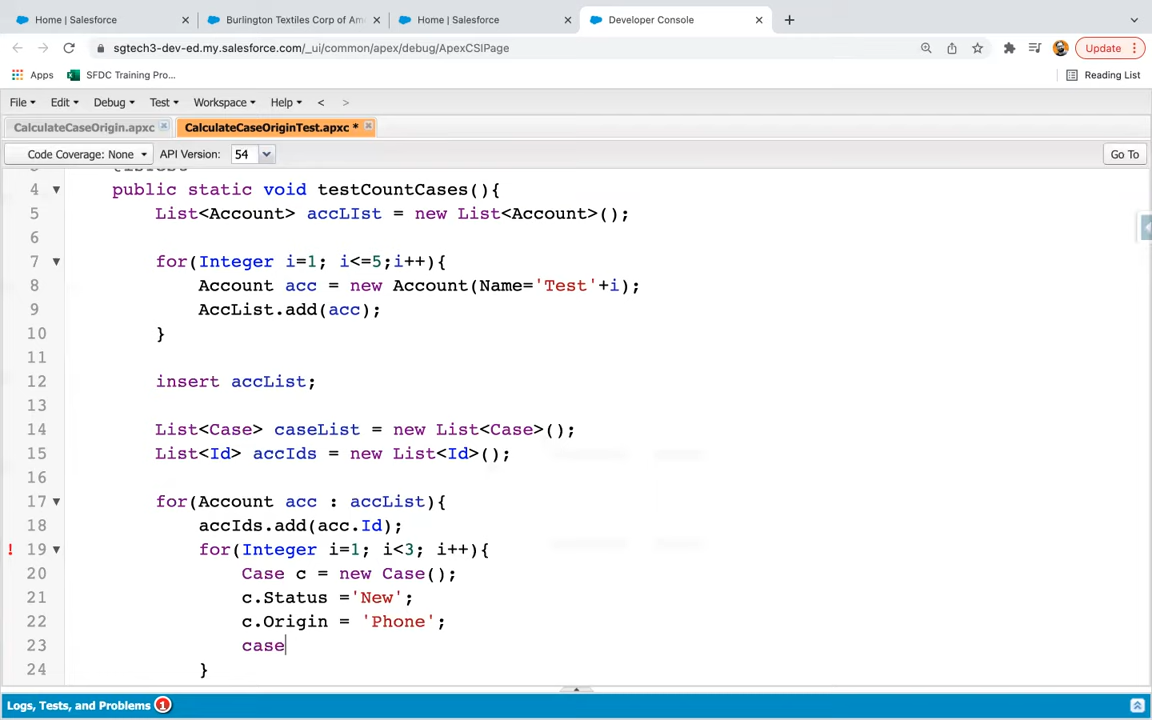 Home | Salesforce
Burlington Textiles Corp of Am
Home | Salesforce
Developer Console
sgtech3-dev-ed.my.salesforce.com/_ui/common/apex/debug/ApexCSIPage
Update
Apps
SFDC Training Pro...
Reading List
File Edit Debug Test Workspace Help < >
CalculateCaseOrigin.apxc
CalculateCaseOriginTest.apxc *
Code Coverage: None API Version: 54 Go To
4 public static void testCountCases(){
5 List<Account> accLIst = new List<Account>();
6
7 for(Integer i=1; i<=5;i++){
8 Account acc = new Account(Name='Test'+i);
9 AccList.add(acc);
10 }
11
12 insert accList;
13
14 List<Case> caseList = new List<Case>();
15 List<Id> accIds = new List<Id>();
16
17 for(Account acc : accList){
18 accIds.add(acc.Id);
! 19 for(Integer i=1; i<3; i++){
20 Case c = new Case();
21 c.Status ='New';
22 c.Origin = 'Phone';
23 case
24 }
Logs, Tests, and Problems 1